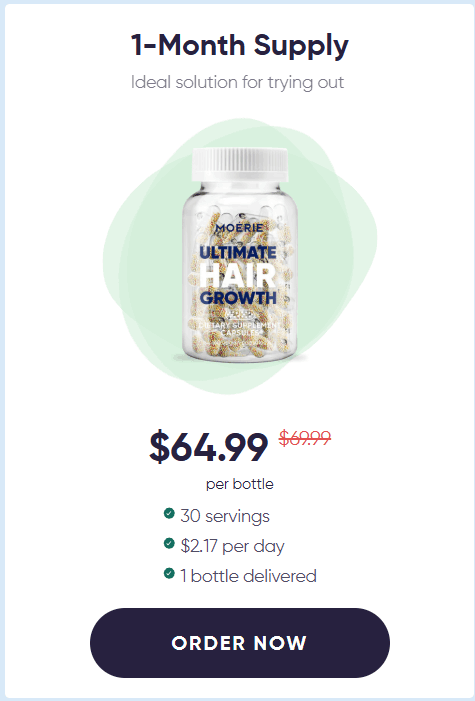 1-Month Supply
Ideal solution for trying out
MOERIE
ULTIMATE
HAIR
GROWTH
DIETARY SUPPLEMENT
CAPSULES
$64.99 $69.99
per bottle
30 servings
$2.17 per day
1 bottle delivered
ORDER NOW